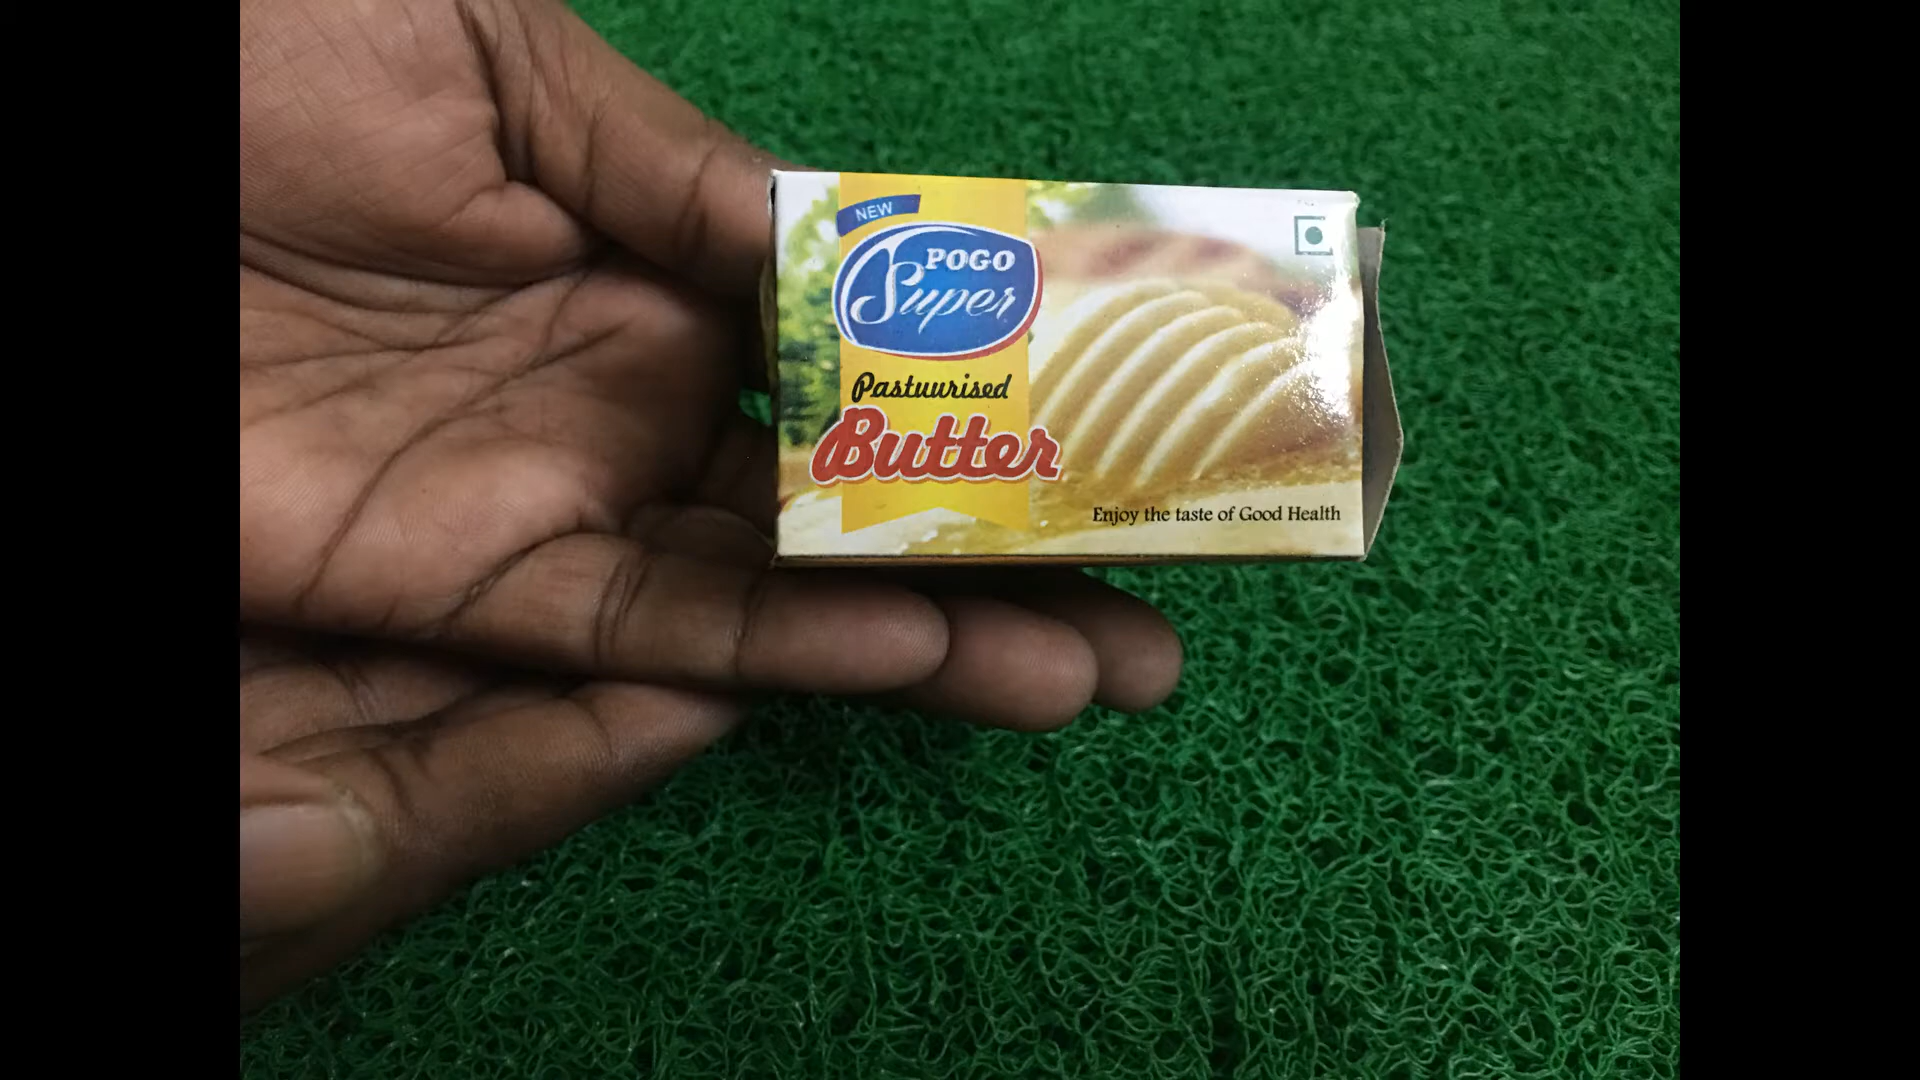 NEW
POGO
Super
Pastuurised
Butter
Enjoy the taste of Good Health